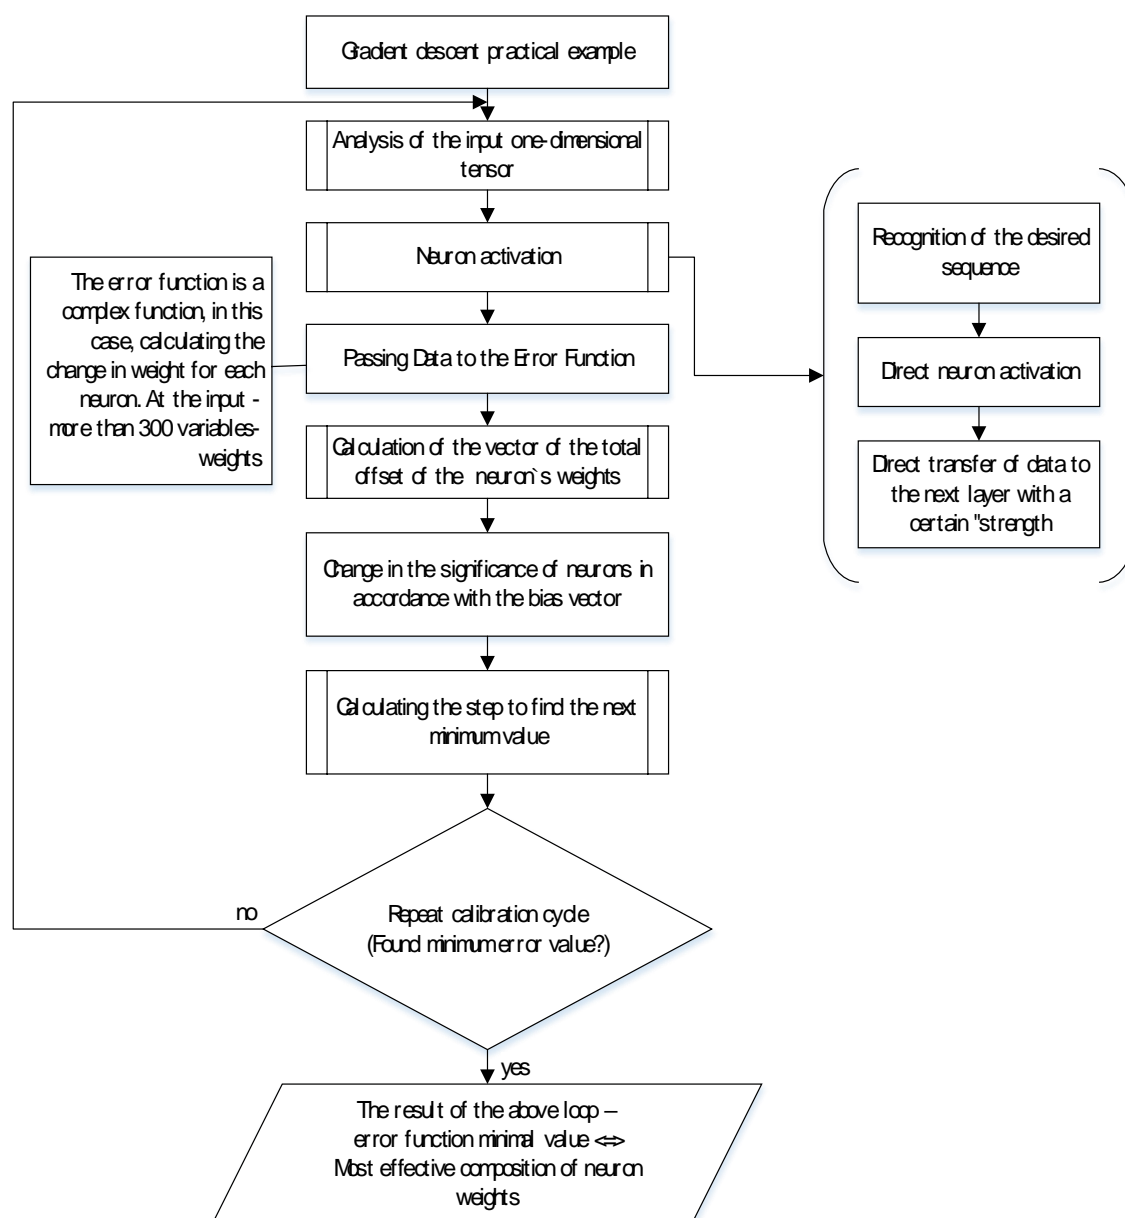 Gradient descent practical example
Analysis of the input one-dimensional
tensor
Neuron activation
The error function is a
complex function, in this
case, calculating the
change in weight for each
neuron. At the input -
more than 300 variables-
weights
Passing Data to the Error Function
Calculation of the vector of the total
offset of the neuron`s weights
Change in the significance of neurons in
accordance with the bias vector
Calculating the step to find the next
minimum value
Repeat calibration cycle
(Found minimum error value?)
no
yes
The result of the above loop –
error function minimal value <=>
Most effective composition of neuron
weights
Recognition of the desired
sequence
Direct neuron activation
Direct transfer of data to
the next layer with a
certain "strength